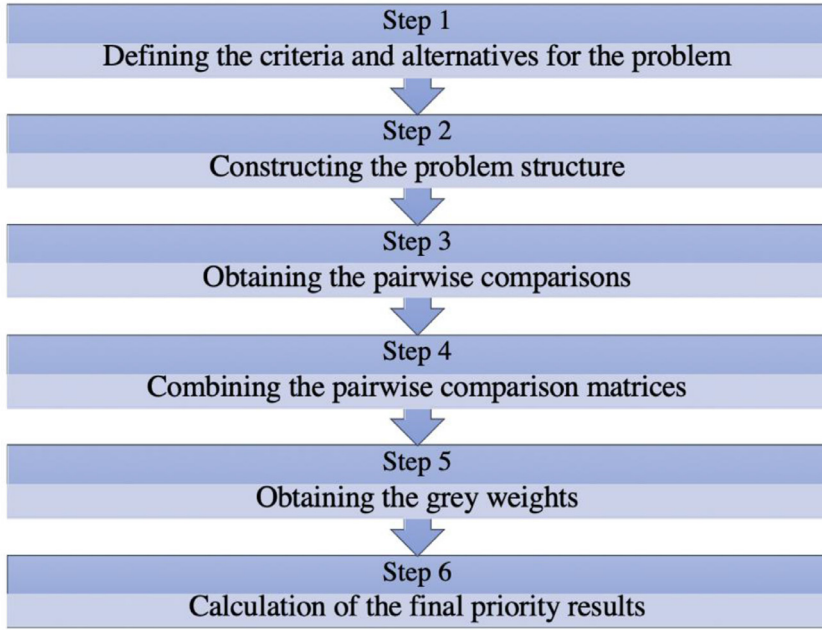 Step 1
Defining the criteria and alternatives for the problem
Step 2
Constructing the problem structure
Step 3
Obtaining the pairwise comparisons
Step 4
Combining the pairwise comparison matrices
Step 5
Obtaining the grey weights
Step 6
Calculation of the final priority results